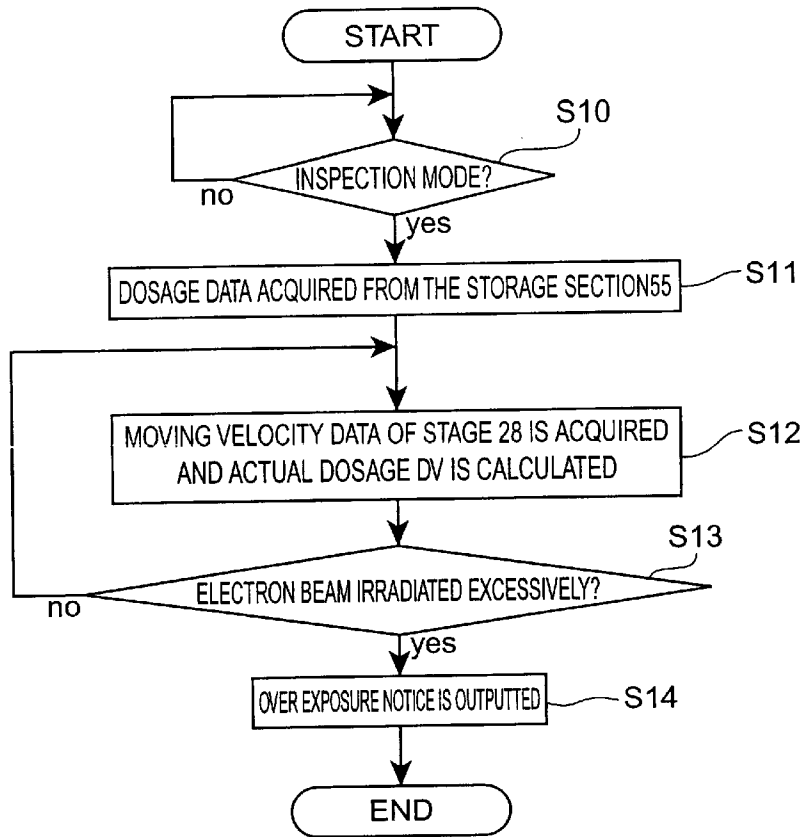 START
S10
INSPECTION MODE?
no
yes
DOSAGE DATA ACQUIRED FROM THE STORAGE SECTION55
S11
MOVING VELOCITY DATA OF STAGE 28 IS ACQUIRED
AND ACTUAL DOSAGE DV IS CALCULATED
S12
S13
ELECTRON BEAM IRRADIATED EXCESSIVELY?
no
yes
OVER EXPOSURE NOTICE IS OUTPUTTED
S14
END